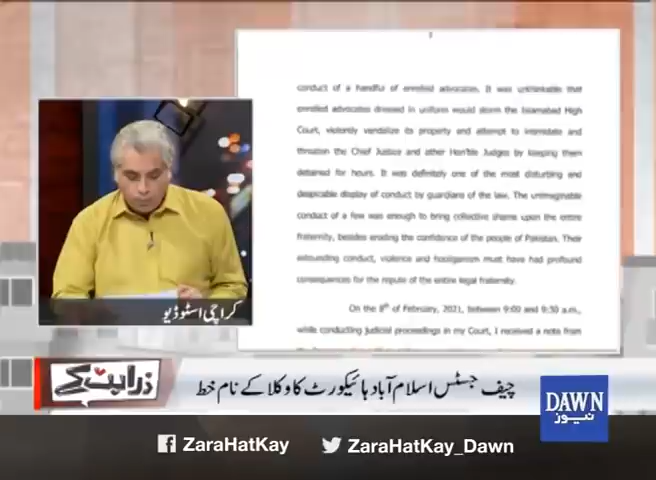 conduct of a handful of enrolled advocates. It was unthinkable that
enrolled advocates dressed in uniform would storm the Islamabad High
Court, violently vandalize its property and attempt to intimidate and
threaten the Chief Justice and other Hon'ble Judges by keeping them
detained for hours. It was definitely one of the most disturbing and
despicable display of conduct by guardians of the law. The unimaginable
conduct of a few was enough to bring collective shame upon the entire
fraternity, besides eroding the confidence of the people of Pakistan. Their
astounding conduct, violence and hooliganism must have had profound
consequences for the repute of the entire legal fraternity.
On the 8th of February, 2021, between 9:00 and 9:30 a.m.,
while conducting judicial proceedings in my Court, I received a note from
کراچی اسٹوڈیو
ذرا ہٹ کے
چیف جسٹس اسلام آباد ہائیکورٹ کا وکلا کے نام خط
DAWN
نیوز
ZaraHatKay
ZaraHatKay_Dawn